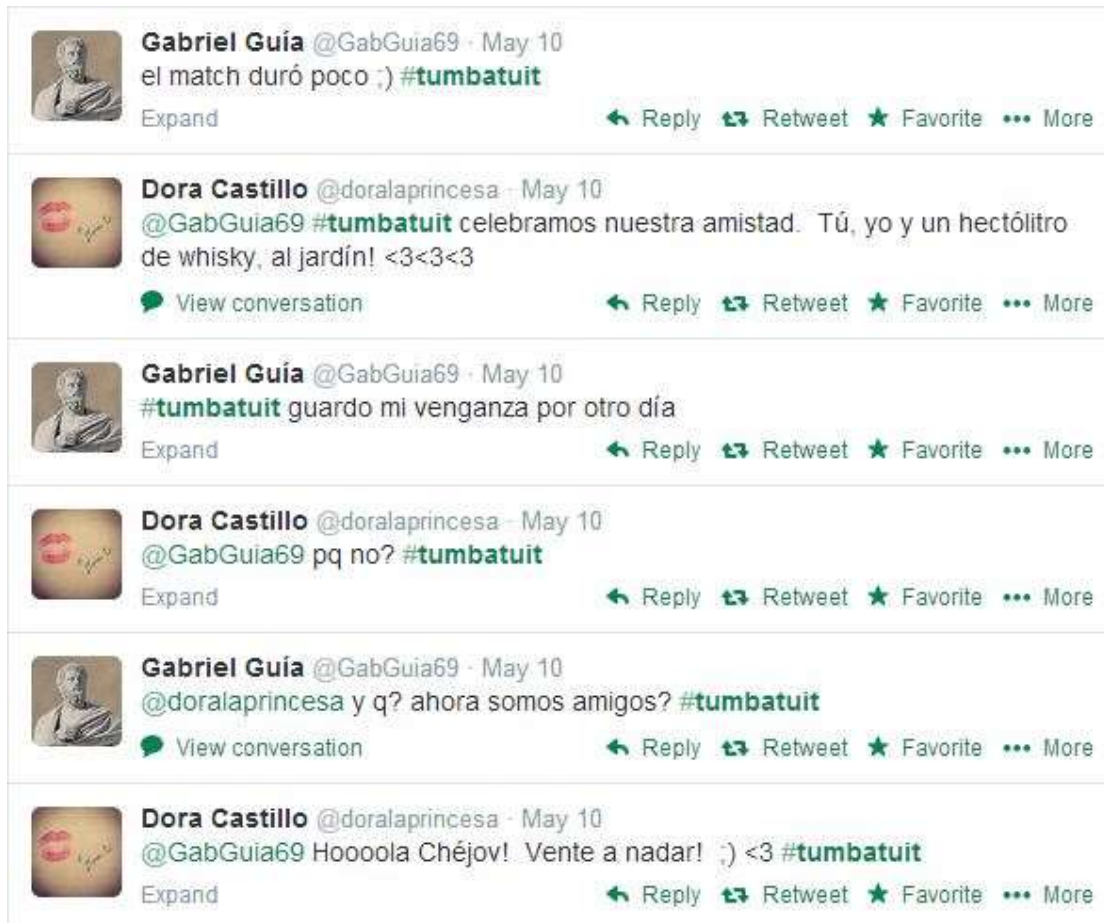 Gabriel Guía @GabGuia69 · May 10
el match duró poco ;) #tumbatuit
Expand Reply Retweet Favorite More
Dora Castillo @doralaprincesa · May 10
@GabGuia69 #tumbatuit celebramos nuestra amistad. Tú, yo y un hectólitro
de whisky, al jardín! <3<3<3
View conversation Reply Retweet Favorite More
Gabriel Guía @GabGuia69 · May 10
#tumbatuit guardo mi venganza por otro día
Expand Reply Retweet Favorite More
Dora Castillo @doralaprincesa · May 10
@GabGuia69 pq no? #tumbatuit
Expand Reply Retweet Favorite More
Gabriel Guía @GabGuia69 · May 10
@doralaprincesa y q? ahora somos amigos? #tumbatuit
View conversation Reply Retweet Favorite More
Dora Castillo @doralaprincesa · May 10
@GabGuia69 Hoooola Chéjov! Vente a nadar! ;) <3 #tumbatuit
Expand Reply Retweet Favorite More